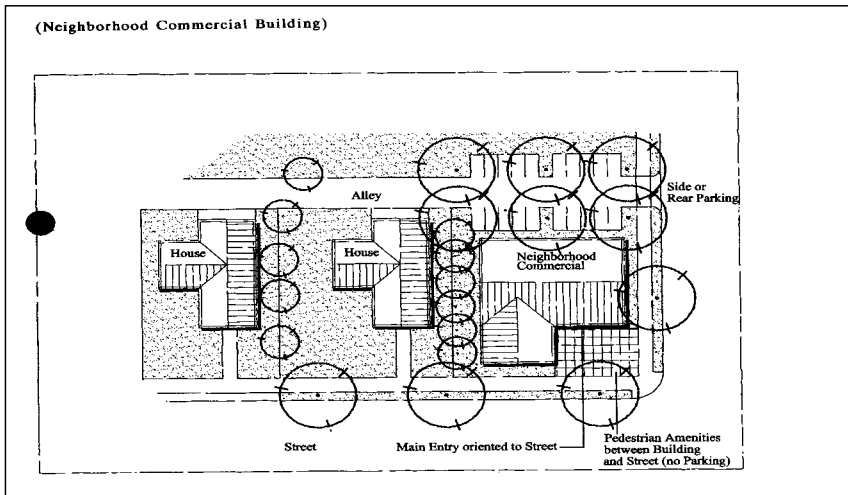 (Neighborhood Commercial Building)
Side or
Rear Parking
Alley
House
House
Neighborhood
Commercial
Street
Main Entry oriented to Street
Pedestrian Amenities
between Building
and Street (no Parking)